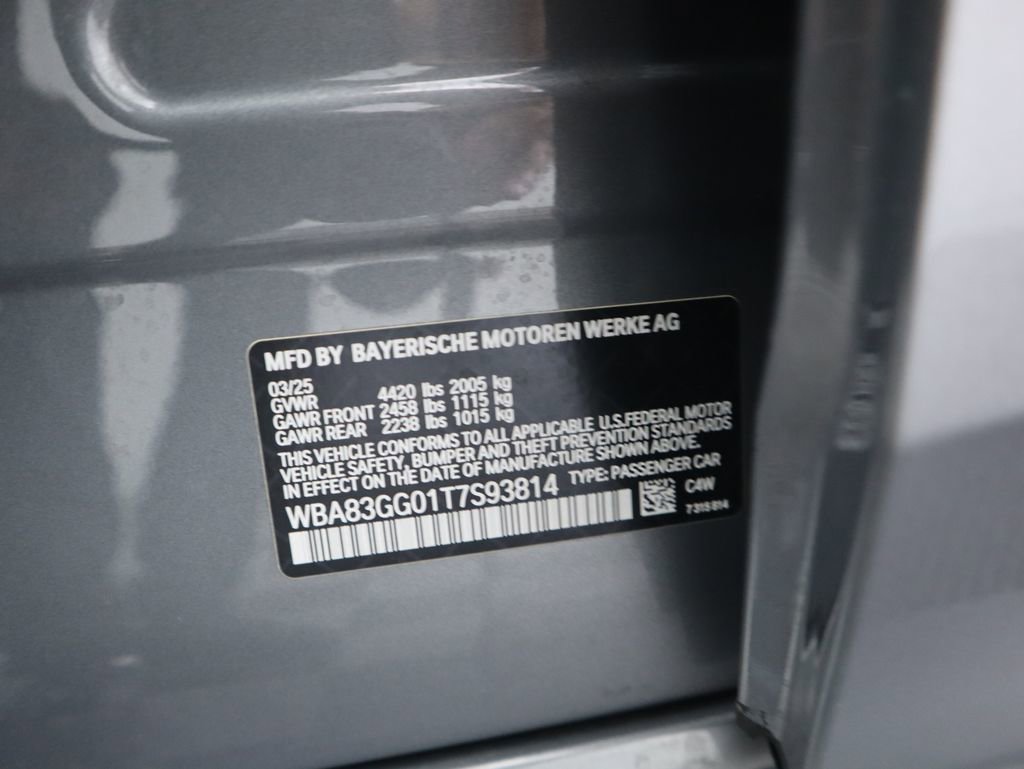 MFD BY BAYERISCHE MOTOREN WERKE AG
03/25
GVWR 4420 lbs 2005 kg
GAWR FRONT 2458 lbs 1115 kg
GAWR REAR 2238 lbs 1015 kg
THIS VEHICLE CONFORMS TO ALL APPLICABLE U.S.FEDERAL MOTOR
VEHICLE SAFETY, BUMPER AND THEFT PREVENTION STANDARDS
IN EFFECT ON THE DATE OF MANUFACTURE SHOWN ABOVE.
WBA83GG01T7S93814 TYPE: PASSENGER CAR
C4W
7315814